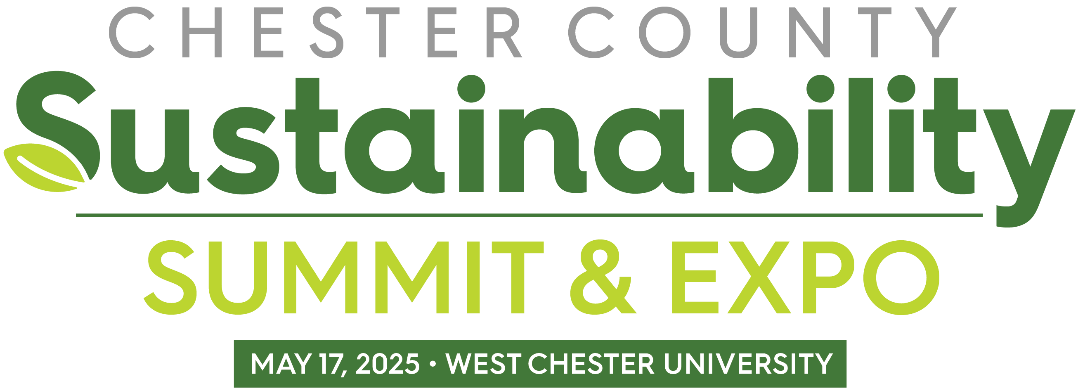 CHESTER COUNTY
Sustainability
SUMMIT & EXPO
MAY 17, 2025 • WEST CHESTER UNIVERSITY